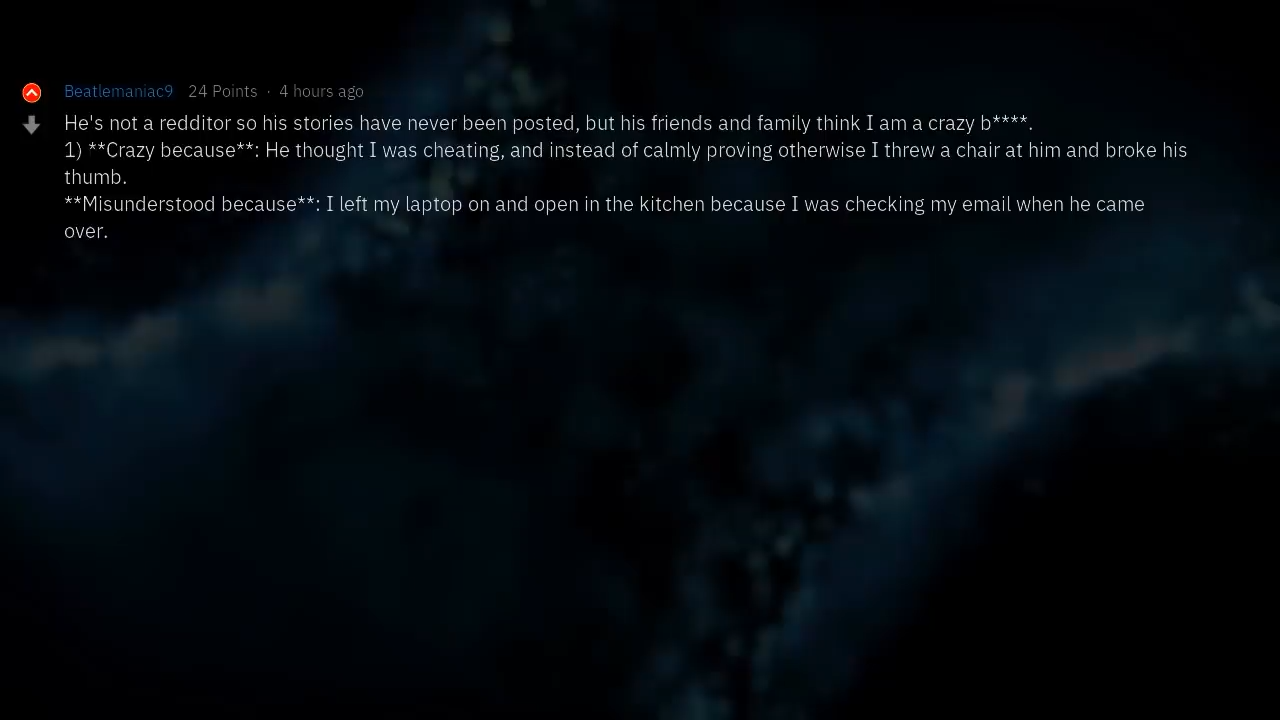 Beatlemaniac9 24 Points · 4 hours ago
He's not a redditor so his stories have never been posted, but his friends and family think I am a crazy b****.
1) **Crazy because**: He thought I was cheating, and instead of calmly proving otherwise I threw a chair at him and broke his
thumb.
**Misunderstood because**: I left my laptop on and open in the kitchen because I was checking my email when he came
over.